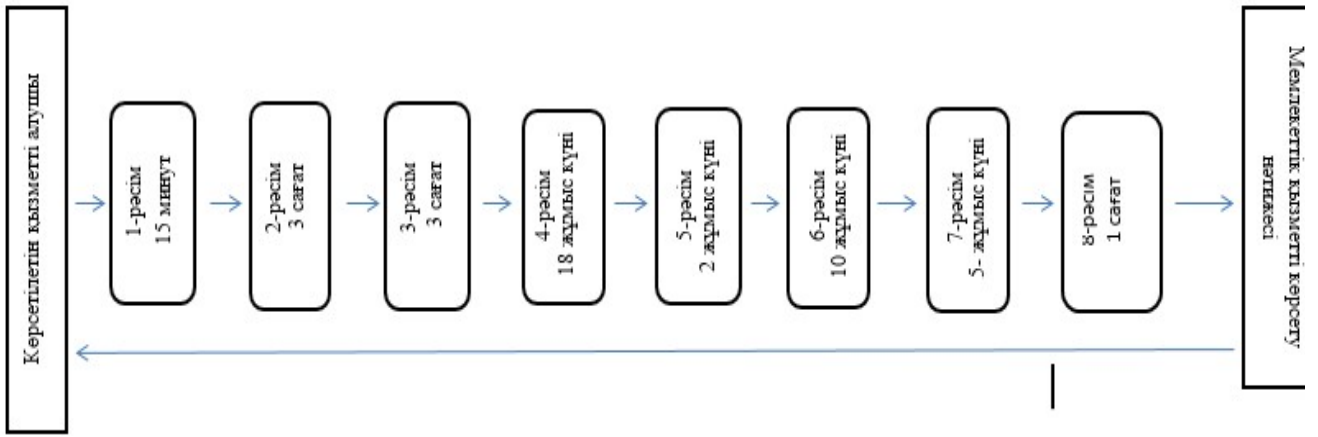 Көрсетілетін қызметті алушы
1-рәсім
15 минут
2-рәсім
3 сағат
3-рәсім
3 сағат
4-рәсім
18 жұмыс күні
5-рәсім
2 жұмыс күні
6-рәсім
10 жұмыс күні
7-рәсім
5- жұмыс күні
8-рәсім
1 сағат
Мемлекеттік қызметті көрсету
нәтижесі